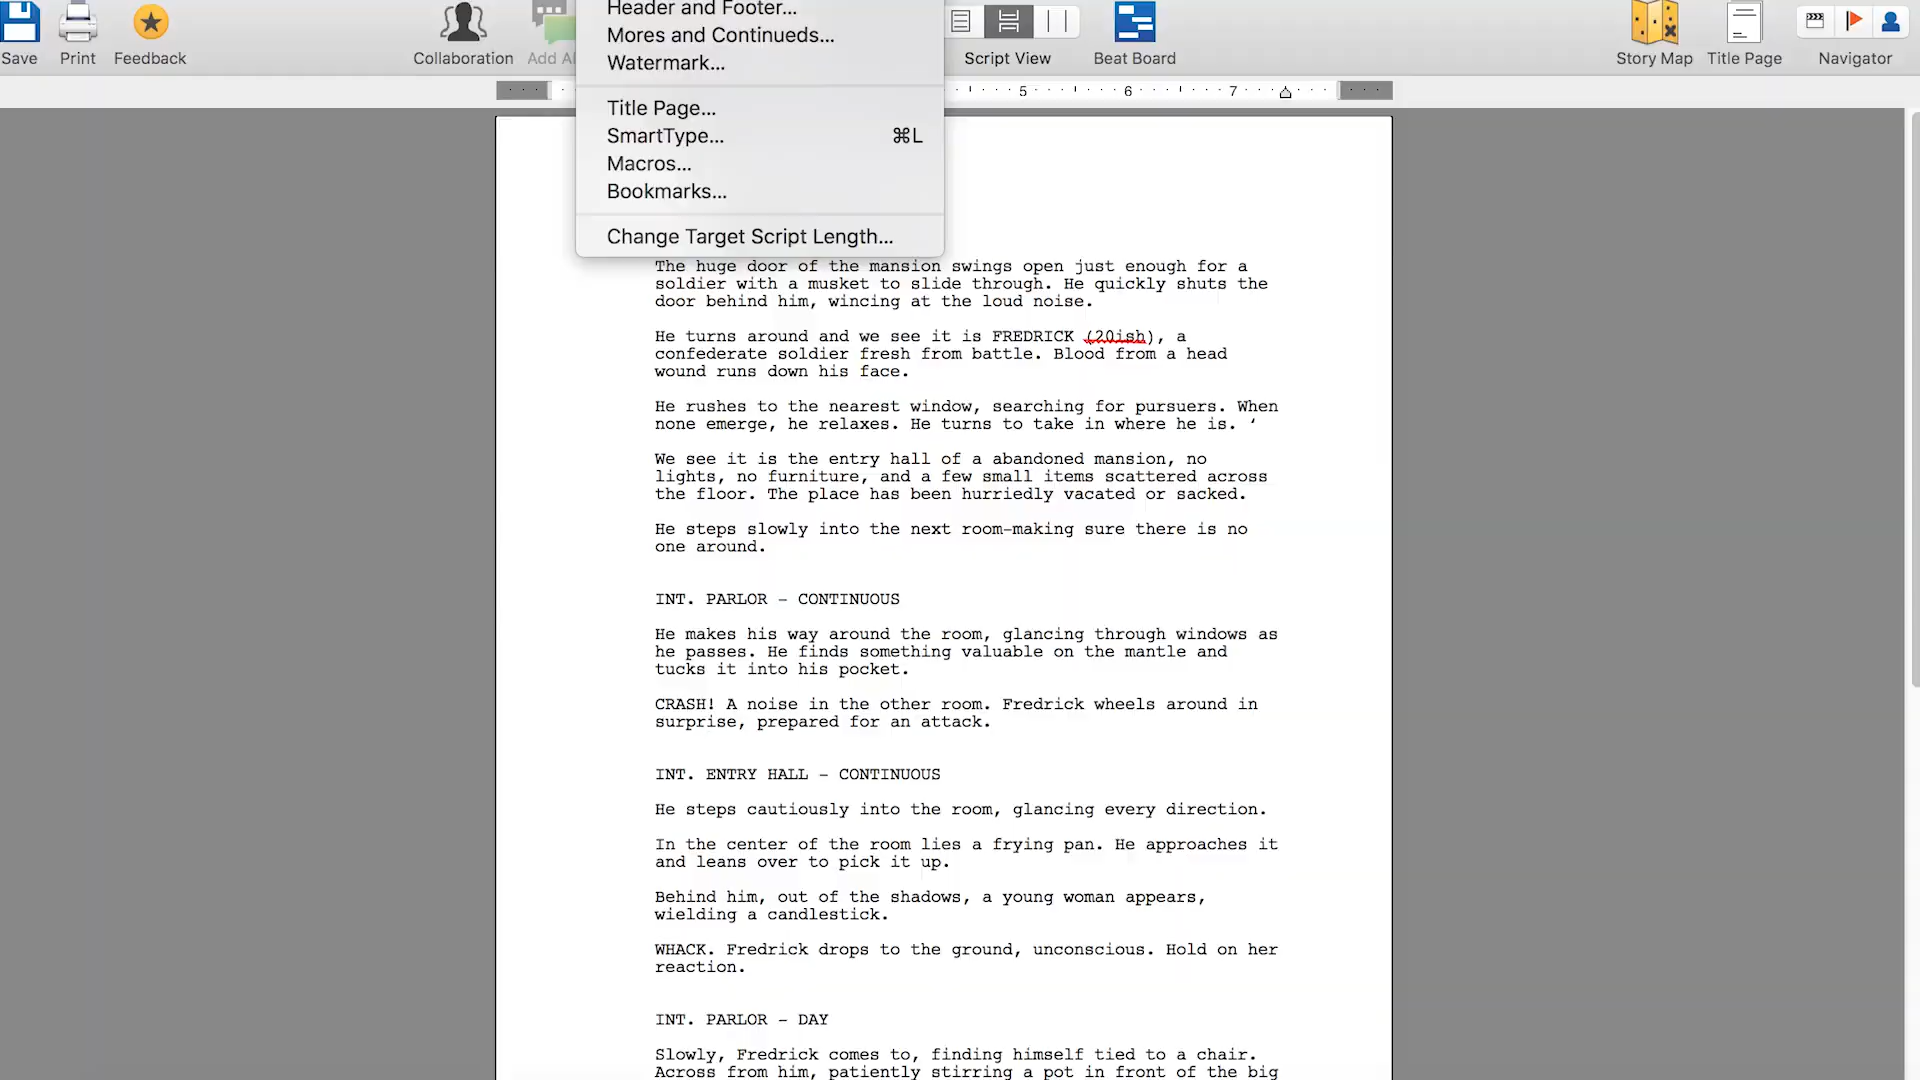 Header and Footer...
Mores and Continueds...
Watermark...
Title Page...
SmartType... ⌘L
Macros...
Bookmarks...
Change Target Script Length...
Save
Print
Feedback
Collaboration
Add
Script View
Beat Board
Story Map
Title Page
Navigator
5 6 7
The huge door of the mansion swings open just enough for a
soldier with a musket to slide through. He quickly shuts the
door behind him, wincing at the loud noise.
He turns around and we see it is FREDRICK (20ish), a
confederate soldier fresh from battle. Blood from a head
wound runs down his face.
He rushes to the nearest window, searching for pursuers. When
none emerge, he relaxes. He turns to take in where he is. ‘
We see it is the entry hall of a abandoned mansion, no
lights, no furniture, and a few small items scattered across
the floor. The place has been hurriedly vacated or sacked.
He steps slowly into the next room-making sure there is no
one around.
INT. PARLOR - CONTINUOUS
He makes his way around the room, glancing through windows as
he passes. He finds something valuable on the mantle and
tucks it into his pocket.
CRASH! A noise in the other room. Fredrick wheels around in
surprise, prepared for an attack.
INT. ENTRY HALL - CONTINUOUS
He steps cautiously into the room, glancing every direction.
In the center of the room lies a frying pan. He approaches it
and leans over to pick it up.
Behind him, out of the shadows, a young woman appears,
wielding a candlestick.
WHACK. Fredrick drops to the ground, unconscious. Hold on her
reaction.
INT. PARLOR - DAY
Slowly, Fredrick comes to, finding himself tied to a chair.
Across from him, patiently stirring a pot in front of the big